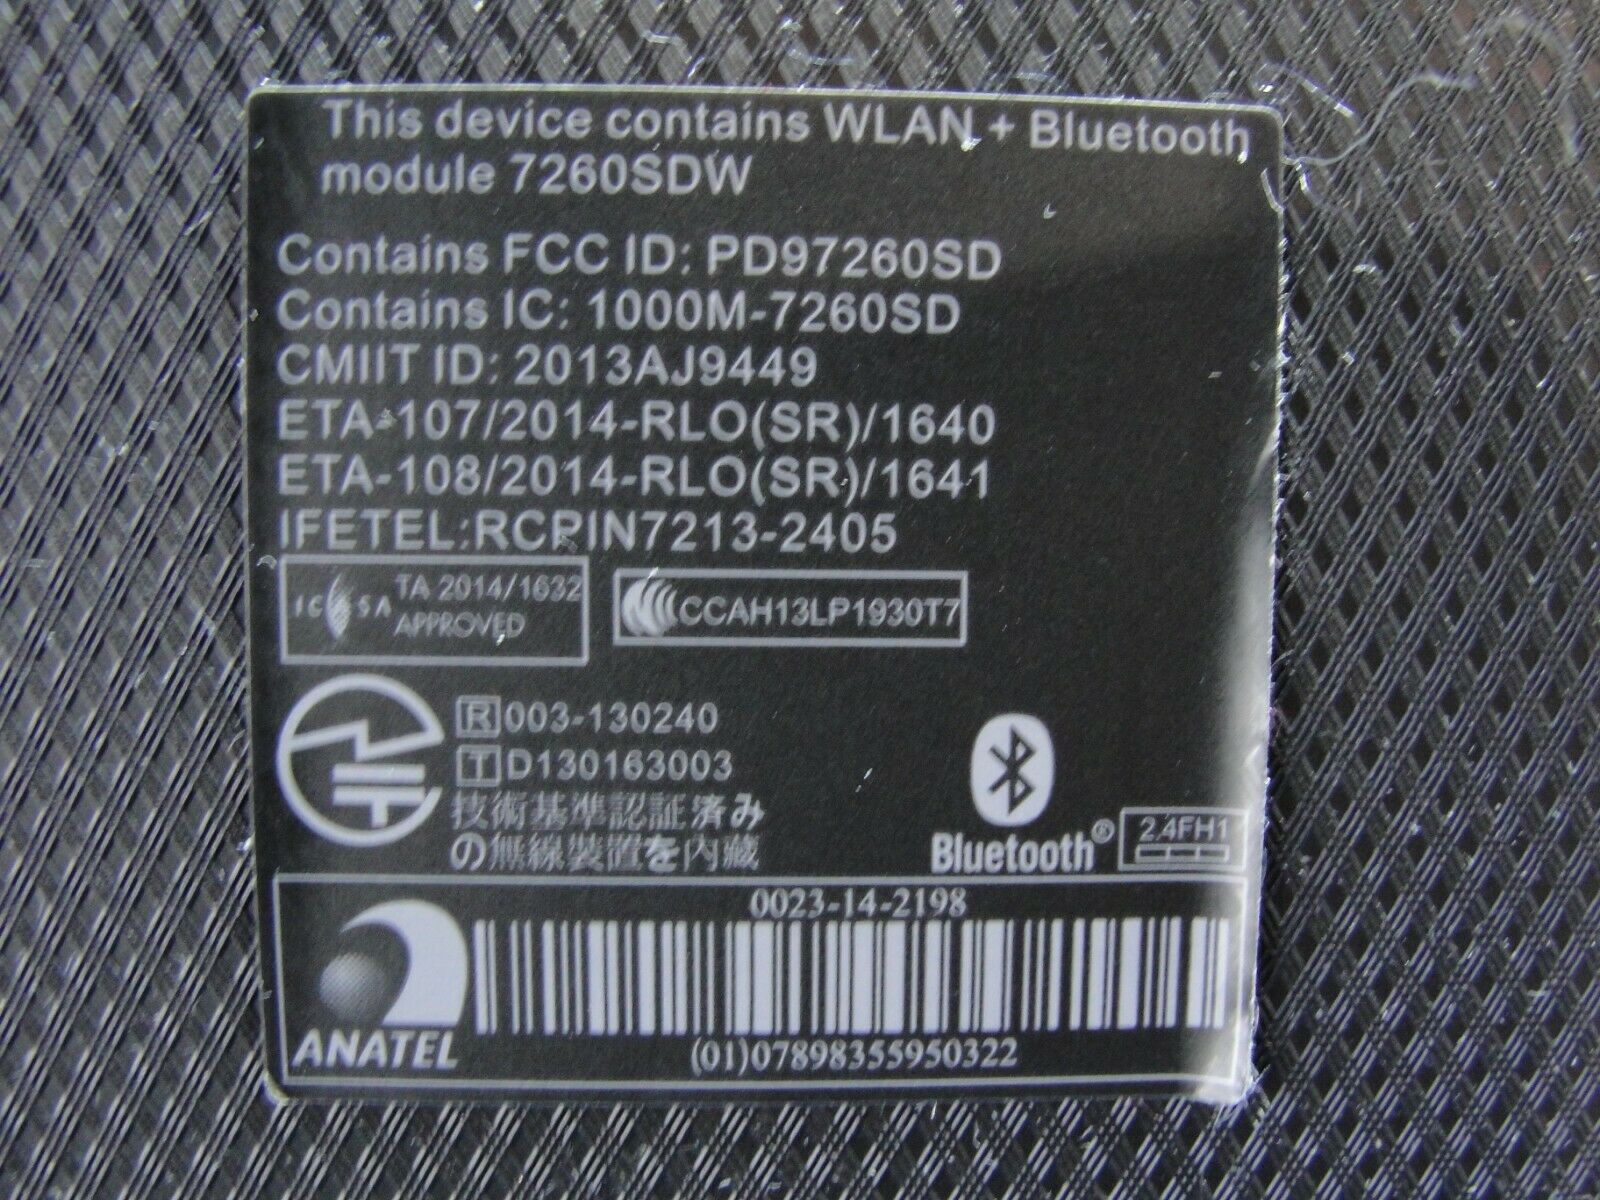 This device contains WLAN + Bluetooth
module 7260SDW
Contains FCC ID: PD97260SD
Contains IC: 1000M-7260SD
CMIIT ID: 2013AJ9449
ETA-107/2014-RLO(SR)/1640
ETA-108/2014-RLO(SR)/1641
IFETEL:RCPIN7213-2405
ICASA TA 2014/1632
APPROVED
CCAH13LP1930T7
R 003-130240
T D130163003
技術基準認証済み
の無線装置を内藏
Bluetooth®
2.4FH1
0023-14-2198
ANATEL
(01)07898355950322